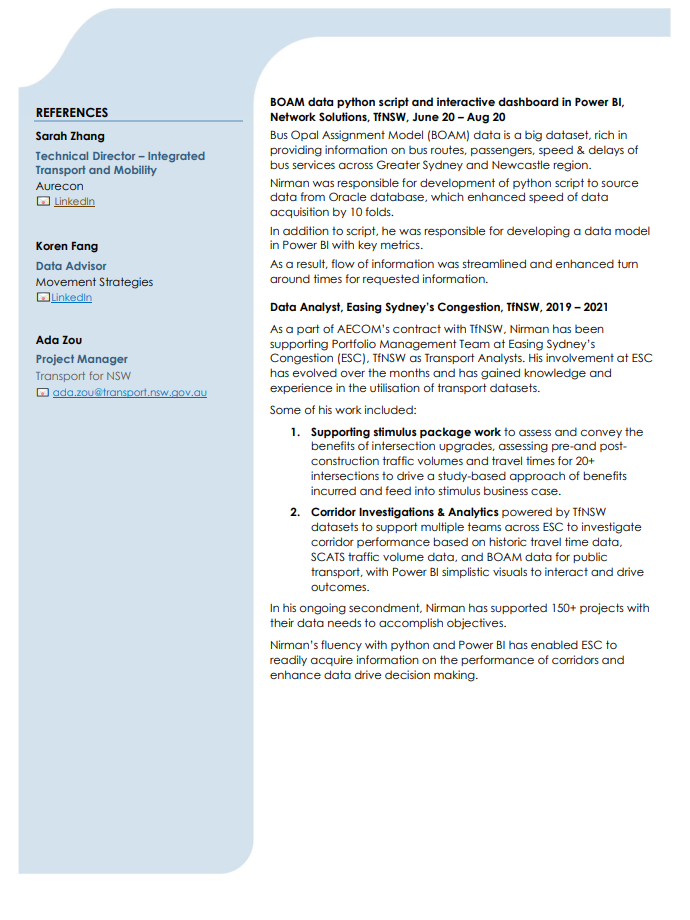 REFERENCES
Sarah Zhang
Technical Director – Integrated
Transport and Mobility
Aurecon
LinkedIn
Koren Fang
Data Advisor
Movement Strategies
LinkedIn
Ada Zou
Project Manager
Transport for NSW
ada.zou@transport.nsw.gov.au
BOAM data python script and interactive dashboard in Power BI,
Network Solutions, TfNSW, June 20 – Aug 20
Bus Opal Assignment Model (BOAM) data is a big dataset, rich in
providing information on bus routes, passengers, speed & delays of
bus services across Greater Sydney and Newcastle region.
Nirman was responsible for development of python script to source
data from Oracle database, which enhanced speed of data
acquisition by 10 folds.
In addition to script, he was responsible for developing a data model
in Power BI with key metrics.
As a result, flow of information was streamlined and enhanced turn
around times for requested information.
Data Analyst, Easing Sydney's Congestion, TfNSW, 2019 – 2021
As a part of AECOM's contract with TfNSW, Nirman has been
supporting Portfolio Management Team at Easing Sydney's
Congestion (ESC), TfNSW as Transport Analysts. His involvement at ESC
has evolved over the months and has gained knowledge and
experience in the utilisation of transport datasets.
Some of his work included:
1. Supporting stimulus package work to assess and convey the
benefits of intersection upgrades, assessing pre-and post-
construction traffic volumes and travel times for 20+
intersections to drive a study-based approach of benefits
incurred and feed into stimulus business case.
2. Corridor Investigations & Analytics powered by TfNSW
datasets to support multiple teams across ESC to investigate
corridor performance based on historic travel time data,
SCATS traffic volume data, and BOAM data for public
transport, with Power BI simplistic visuals to interact and drive
outcomes.
In his ongoing secondment, Nirman has supported 150+ projects with
their data needs to accomplish objectives.
Nirman's fluency with python and Power BI has enabled ESC to
readily acquire information on the performance of corridors and
enhance data drive decision making.